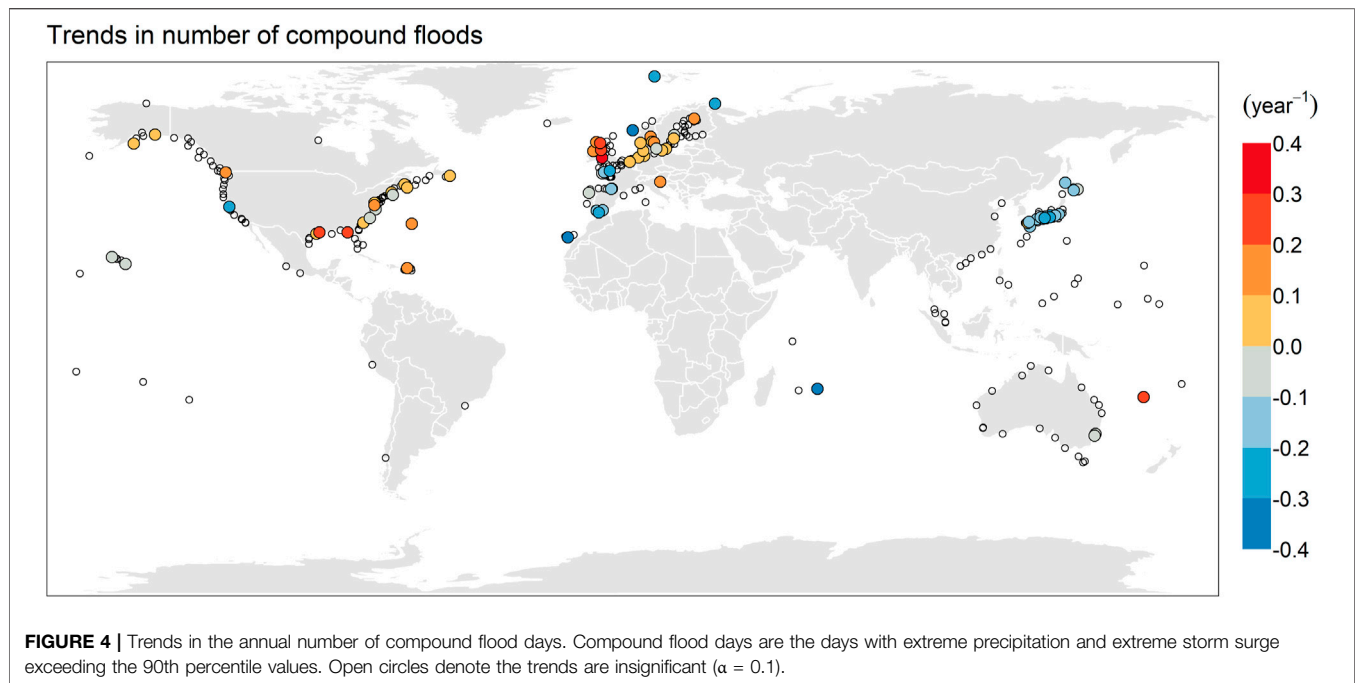 Trends in number of compound floods
(year⁻¹)
0.4
0.3
0.2
0.1
0.0
-0.1
-0.2
-0.3
-0.4
FIGURE 4 | Trends in the annual number of compound flood days. Compound flood days are the days with extreme precipitation and extreme storm surge
exceeding the 90th percentile values. Open circles denote the trends are insignificant (α = 0.1).